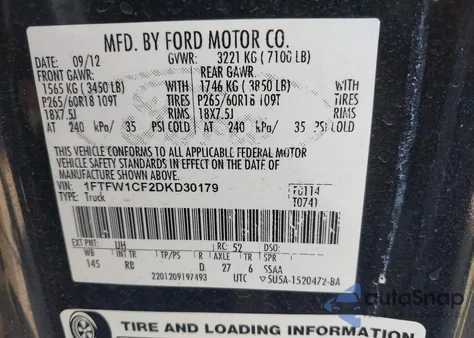 MFD. BY FORD MOTOR CO.
DATE: 09/12 GVWR: 3221 KG ( 7100 LB)
FRONT GAWR: REAR GAWR:
1565 KG ( 3450 LB) 1746 KG ( 3850 LB) WITH
P265/60R18 109T TIRES P265/60R18 109T TIRES
18X7.5J RIMS 18X7.5J RIMS
AT 240 kPa/ 35 PSI COLD AT 240 kPa/ 35 PSI COLD
THIS VEHICLE CONFORMS TO ALL APPLICABLE FEDERAL MOTOR
VEHICLE SAFETY STANDARDS IN EFFECT ON THE DATE OF
MANUFACTURE SHOWN ABOVE.
VIN: 1FTFW1CF2DKD30179 F0114
TYPE: Truck T0741
EXT PNT: UH RC: 52 DSO:
WB INT TR TP/PS R AXLE TR SPR
145 RB D 27 6 SSAA
2201209197493 UTC 5U5A-1520472-BA
autoSnap
TIRE AND LOADING INFORMATION